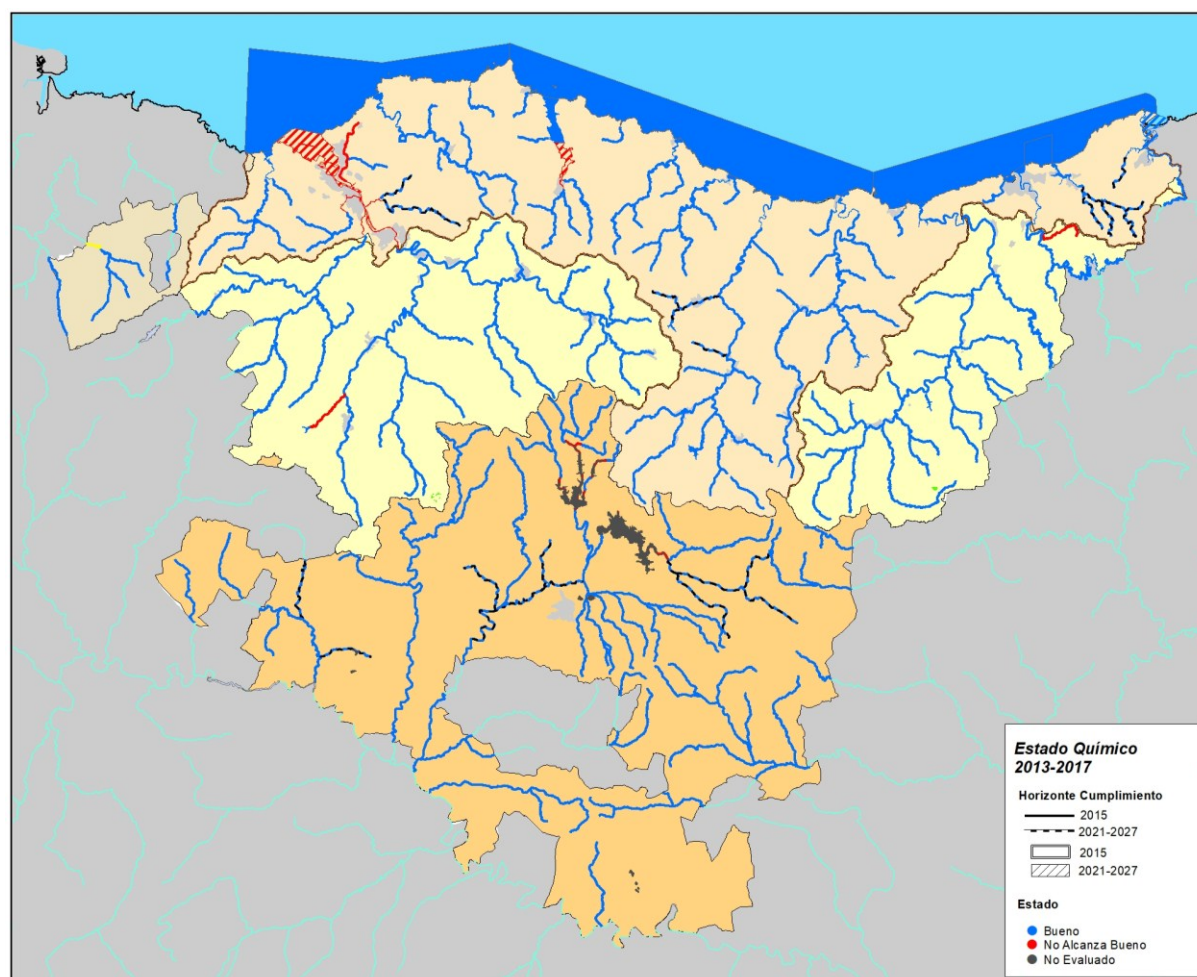 Estado Químico
2013-2017
Horizonte Cumplimiento
2015
2021-2027
2015
2021-2027
Estado
Bueno
No Alcanza Bueno
No Evaluado